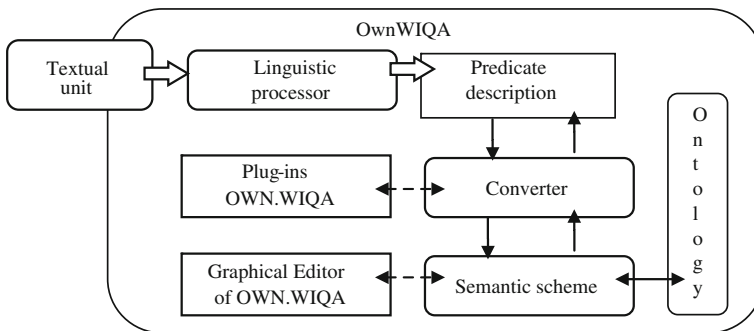 OwnWIQA
Textual
unit
Linguistic
processor
Predicate
description
Ontology
Plug-ins
OWN.WIQA
Converter
Graphical Editor
of OWN.WIQA
Semantic scheme